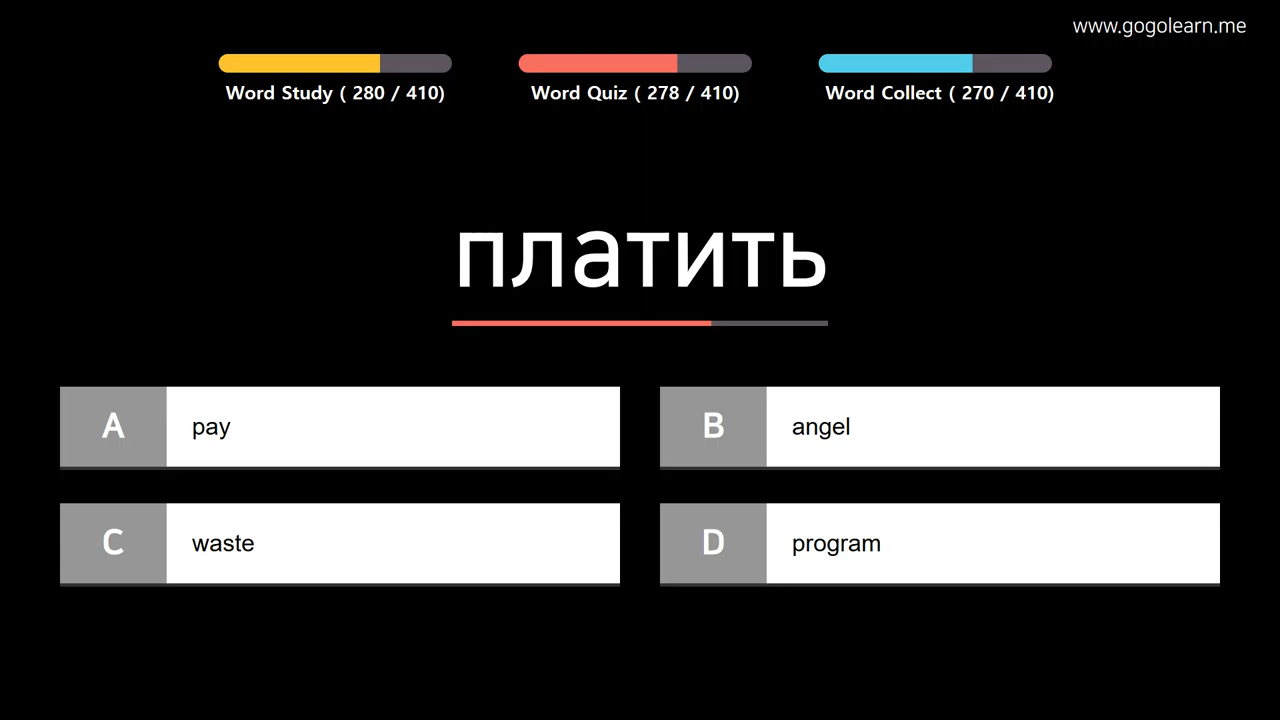 www.gogolearn.me
Word Study ( 280 / 410)
Word Quiz ( 278 / 410)
Word Collect ( 270 / 410)
платить
A pay
B angel
C waste
D program